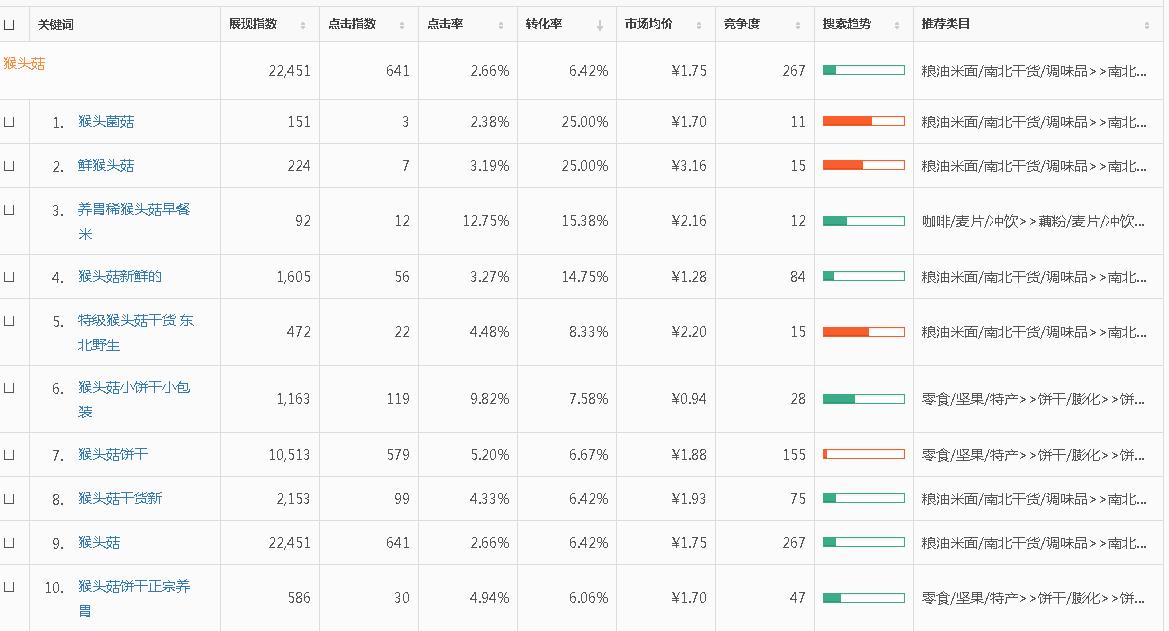 关键词 展现指数 点击指数 点击率 转化率 市场均价 竞争度 搜索趋势 推荐类目
猴头菇 22,451 641 2.66% 6.42% ¥1.75 267 粮油米面/南北干货/调味品>>南北...
1. 猴头菌菇 151 3 2.38% 25.00% ¥1.70 11 粮油米面/南北干货/调味品>>南北...
2. 鲜猴头菇 224 7 3.19% 25.00% ¥3.16 15 粮油米面/南北干货/调味品>>南北...
3. 养胃稀猴头菇早餐 92 12 12.75% 15.38% ¥2.16 12 咖啡/麦片/冲饮>>藕粉/麦片/冲饮...
米
4. 猴头菇新鲜的 1,605 56 3.27% 14.75% ¥1.28 84 粮油米面/南北干货/调味品>>南北...
5. 特级猴头菇干货 东 472 22 4.48% 8.33% ¥2.20 15 粮油米面/南北干货/调味品>>南北...
北野生
6. 猴头菇小饼干小包 1,163 119 9.82% 7.58% ¥0.94 28 零食/坚果/特产>>饼干/膨化>>饼...
装
7. 猴头菇饼干 10,513 579 5.20% 6.67% ¥1.88 155 零食/坚果/特产>>饼干/膨化>>饼...
8. 猴头菇干货新 2,153 99 4.33% 6.42% ¥1.93 75 粮油米面/南北干货/调味品>>南北...
9. 猴头菇 22,451 641 2.66% 6.42% ¥1.75 267 粮油米面/南北干货/调味品>>南北...
10. 猴头菇饼干正宗养 586 30 4.94% 6.06% ¥1.70 47 零食/坚果/特产>>饼干/膨化>>饼...
胃